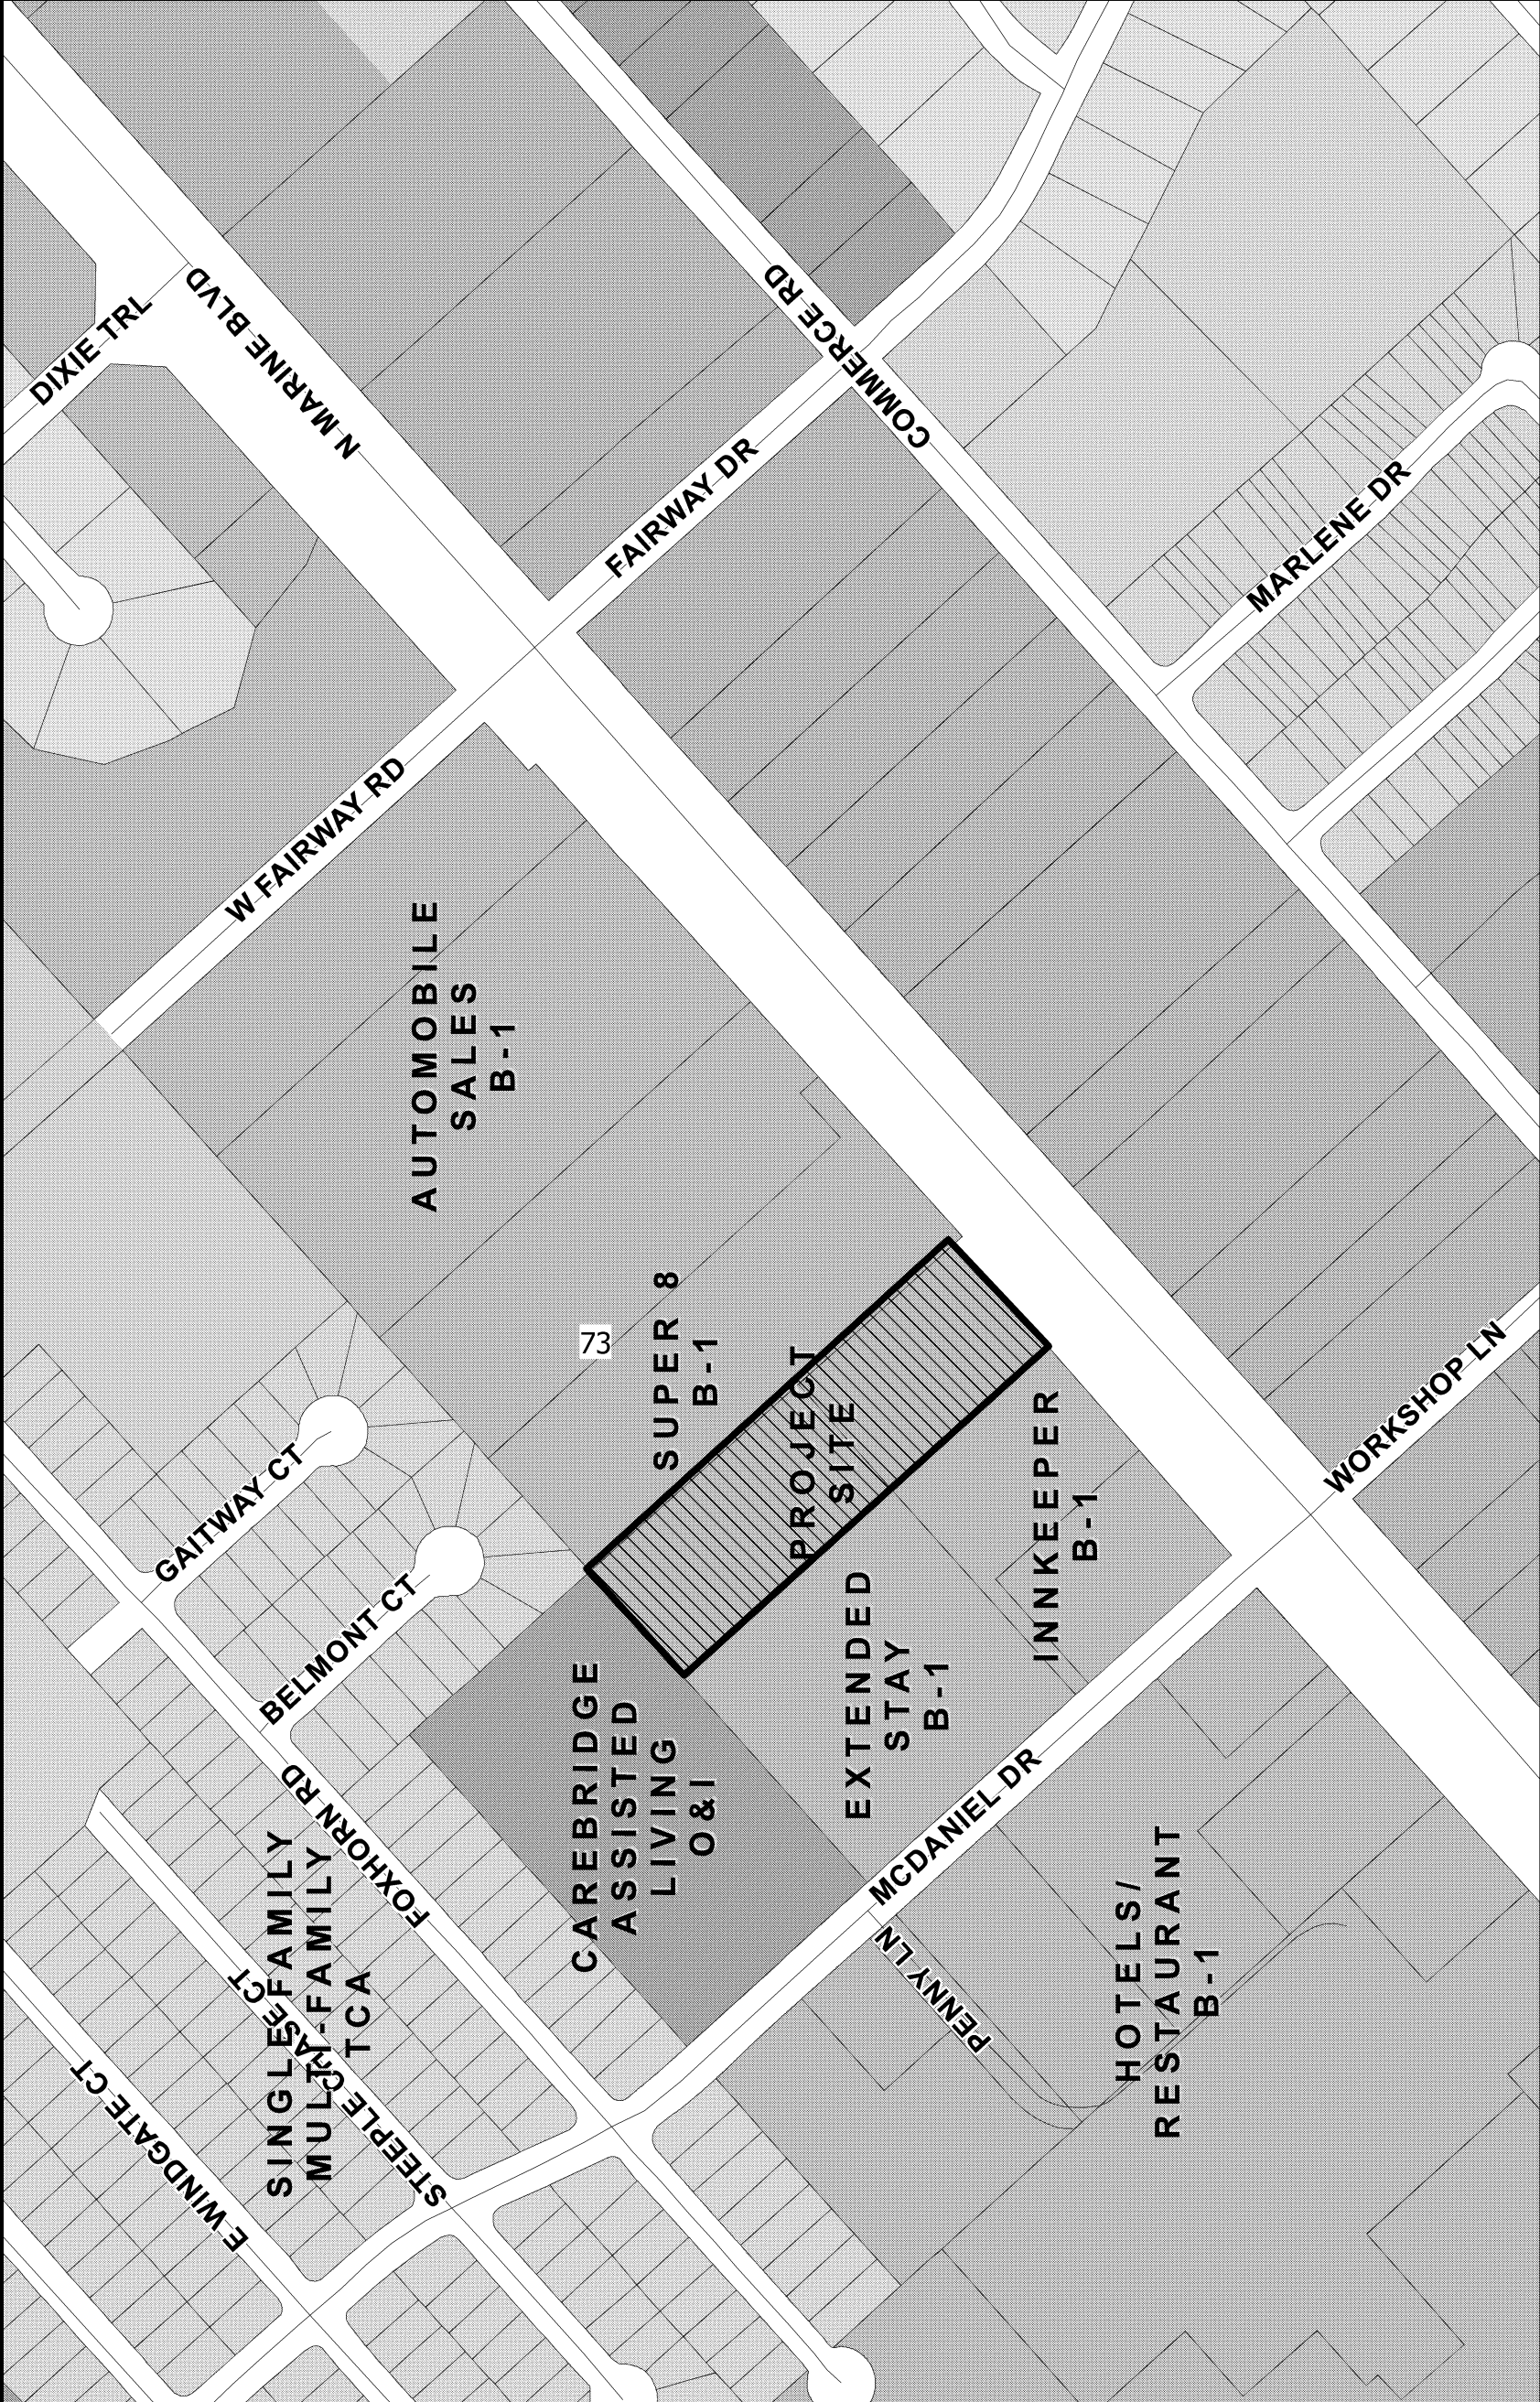 DIXIE TRL
N MARINE BLVD
COMMERCE RD
FAIRWAY DR
MARLENE DR
W FAIRWAY RD
AUTOMOBILE
SALES
B-1
SUPER 8
B-1
73
PROJECT
SITE
INNKEEPER
B-1
WORKSHOP LN
GAITWAY CT
BELMONT CT
FOXHORN RD
EXTENDED
STAY
B-1
CAREBRIDGE
ASSISTED
LIVING
O&I
MCDANIEL DR
PENNY LN
HOTELS/
RESTAURANT
B-1
SINGLE FAMILY
MULTI-FAMILY
TCA
STEEPLE CHASE CT
E WINDGATE CT